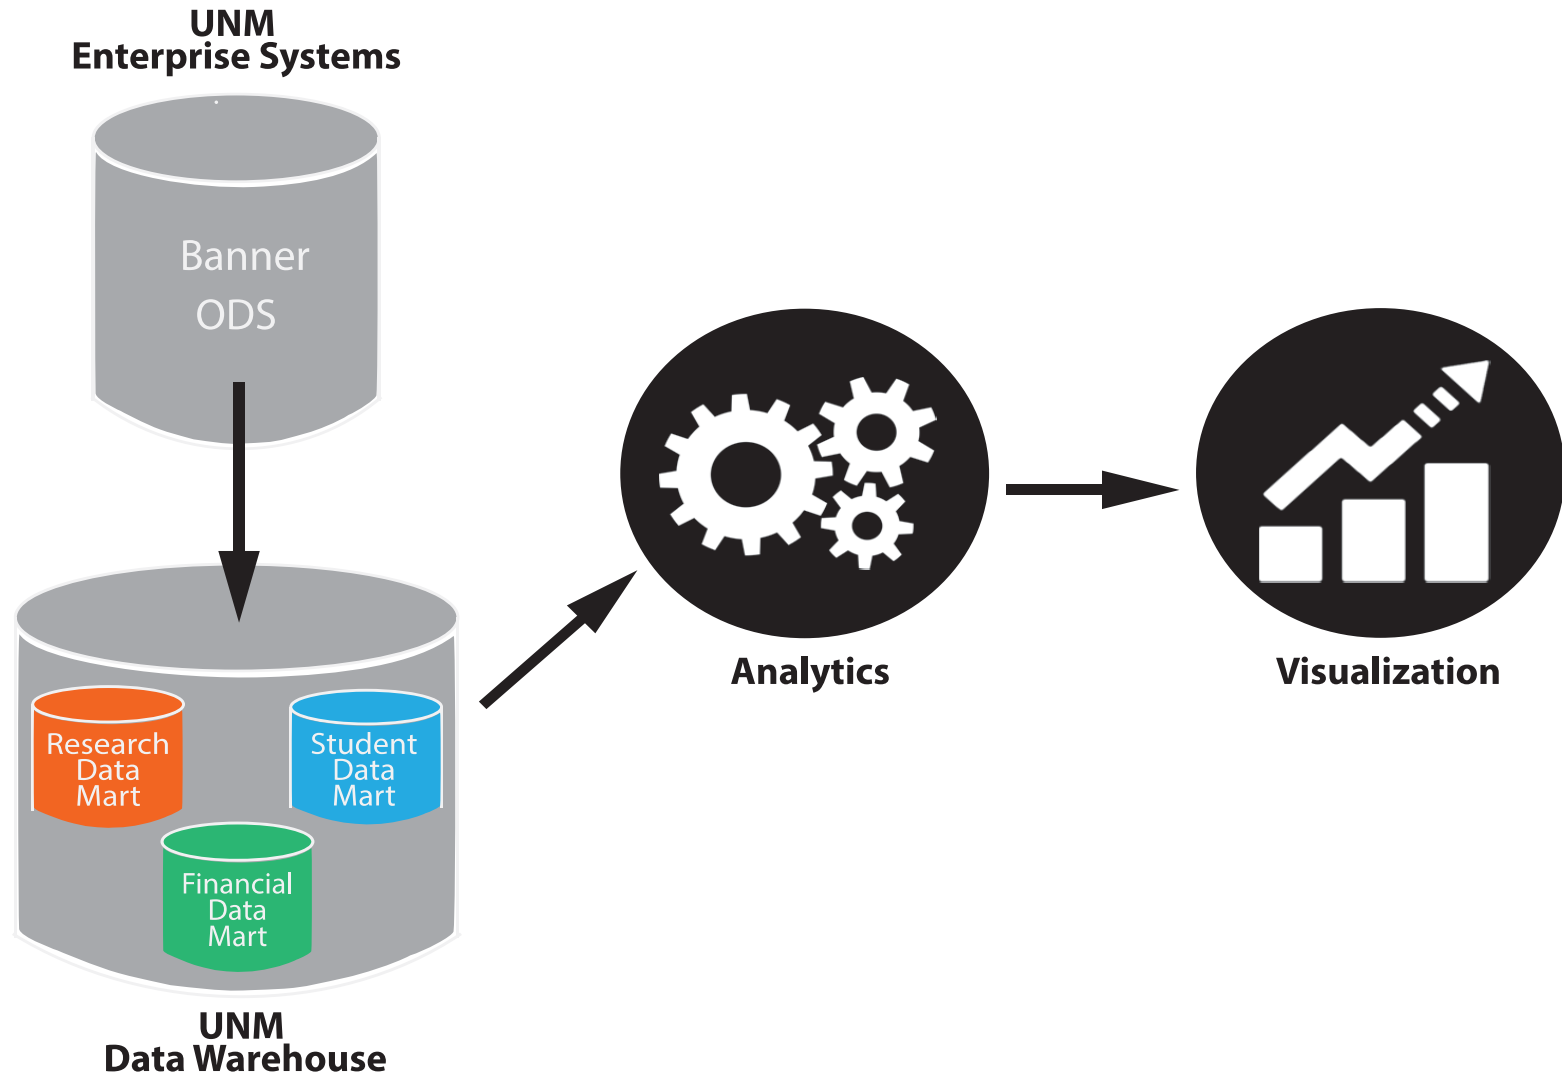 UNM
Enterprise Systems
Banner
ODS
Research
Data
Mart
Student
Data
Mart
Financial
Data
Mart
UNM
Data Warehouse
Analytics
Visualization